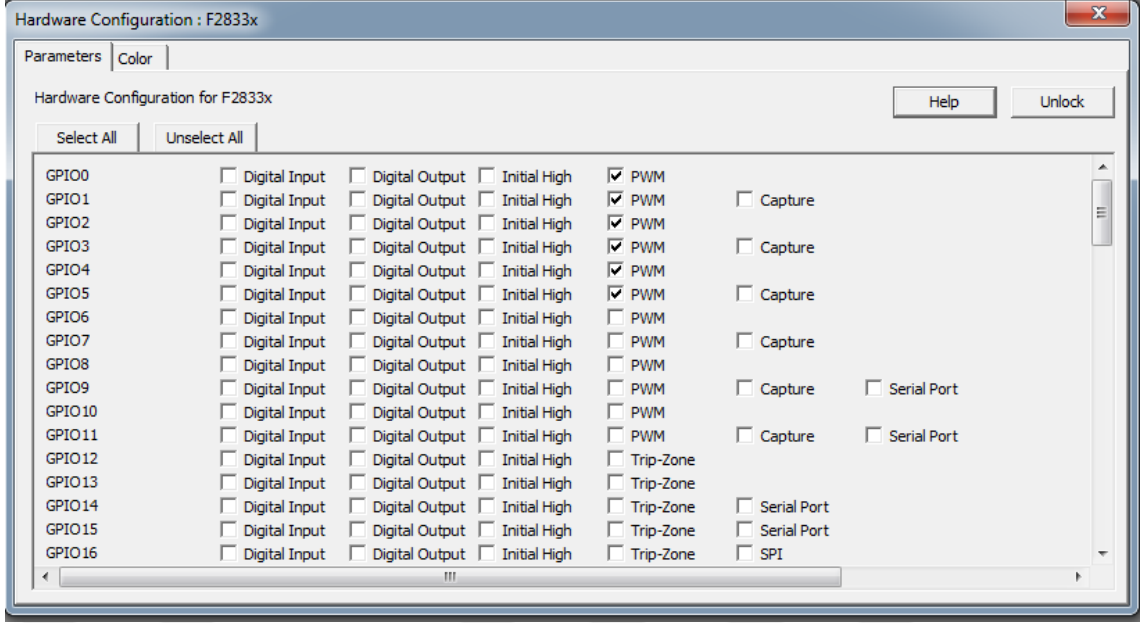 Hardware Configuration : F2833x
Parameters Color
Hardware Configuration for F2833x
Help Unlock
Select All Unselect All
GPIO0 Digital Input Digital Output Initial High PWM
GPIO1 Digital Input Digital Output Initial High PWM Capture
GPIO2 Digital Input Digital Output Initial High PWM
GPIO3 Digital Input Digital Output Initial High PWM Capture
GPIO4 Digital Input Digital Output Initial High PWM
GPIO5 Digital Input Digital Output Initial High PWM Capture
GPIO6 Digital Input Digital Output Initial High PWM
GPIO7 Digital Input Digital Output Initial High PWM Capture
GPIO8 Digital Input Digital Output Initial High PWM
GPIO9 Digital Input Digital Output Initial High PWM Capture Serial Port
GPIO10 Digital Input Digital Output Initial High PWM
GPIO11 Digital Input Digital Output Initial High PWM Capture Serial Port
GPIO12 Digital Input Digital Output Initial High Trip-Zone
GPIO13 Digital Input Digital Output Initial High Trip-Zone
GPIO14 Digital Input Digital Output Initial High Trip-Zone Serial Port
GPIO15 Digital Input Digital Output Initial High Trip-Zone Serial Port
GPIO16 Digital Input Digital Output Initial High Trip-Zone SPI